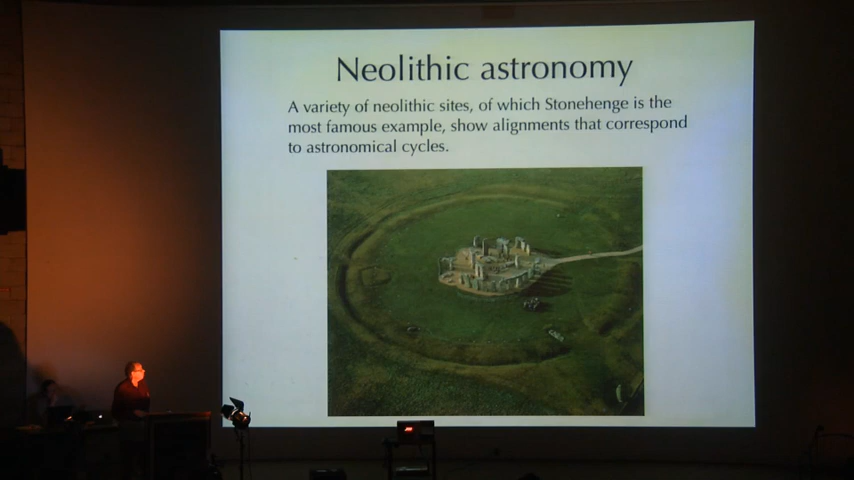 Neolithic astronomy
A variety of neolithic sites, of which Stonehenge is the
most famous example, show alignments that correspond
to astronomical cycles.